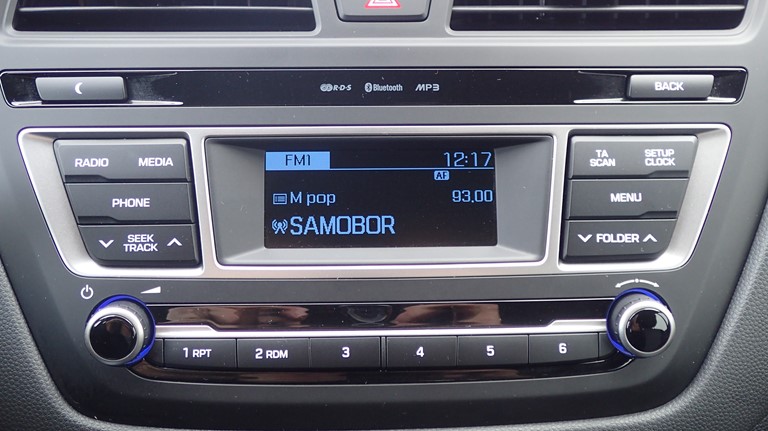 R·D·S Bluetooth MP3
BACK
RADIO MEDIA
PHONE
SEEK
TRACK
FM1 12:17
AF
M pop 93.00
SAMOBOR
TA
SCAN
SETUP
CLOCK
MENU
FOLDER
1 RPT 2 RDM 3 4 5 6